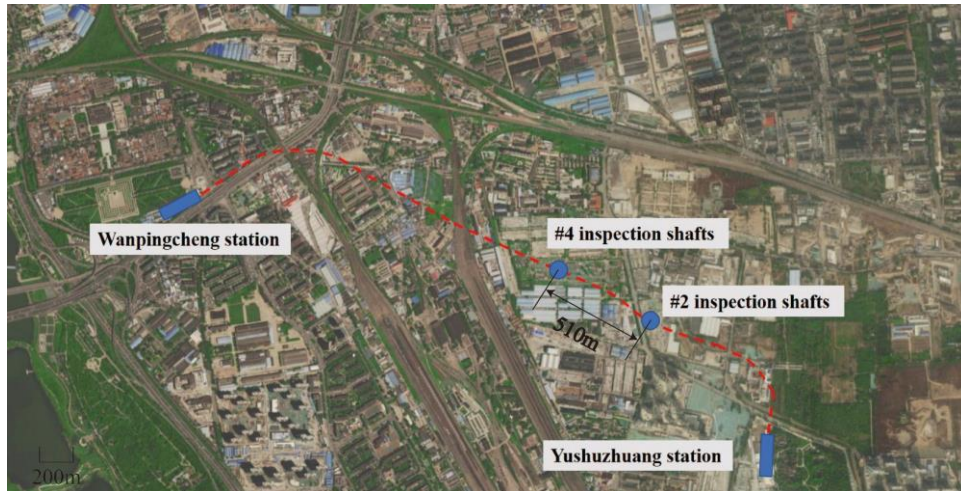 Wanpingcheng station
#4 inspection shafts
#2 inspection shafts
510m
Yushuzhuang station
200m